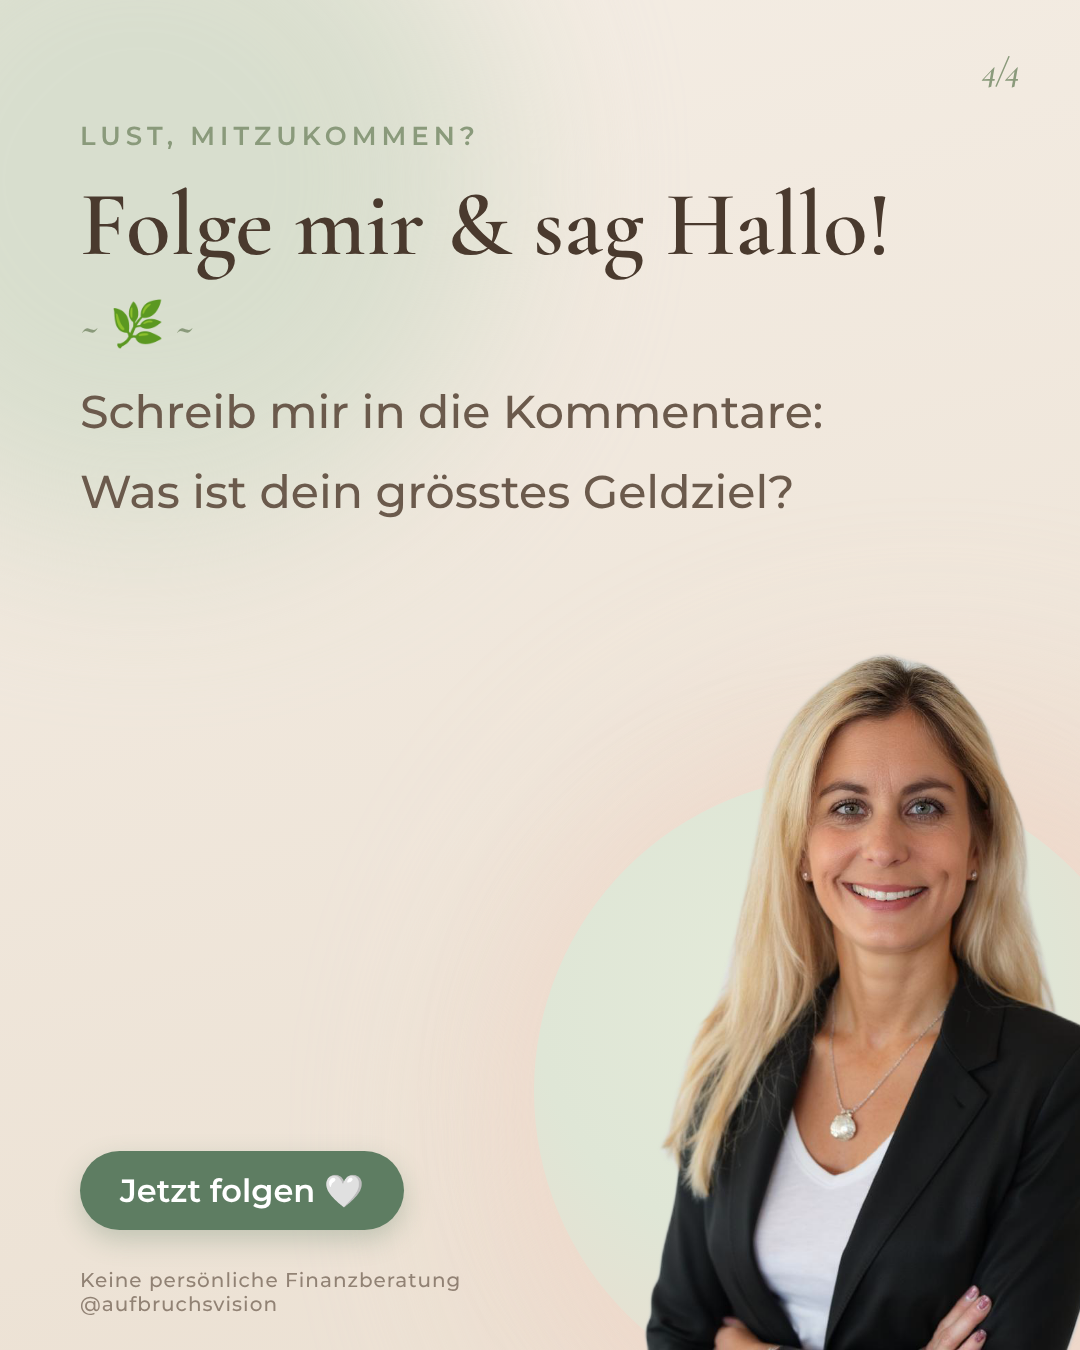 4/4
LUST, MITZUKOMMEN?
Folge mir & sag Hallo!
~ 🌿 ~
Schreib mir in die Kommentare:
Was ist dein grösstes Geldziel?
Jetzt folgen 🤍
Keine persönliche Finanzberatung
@aufbruchsvision